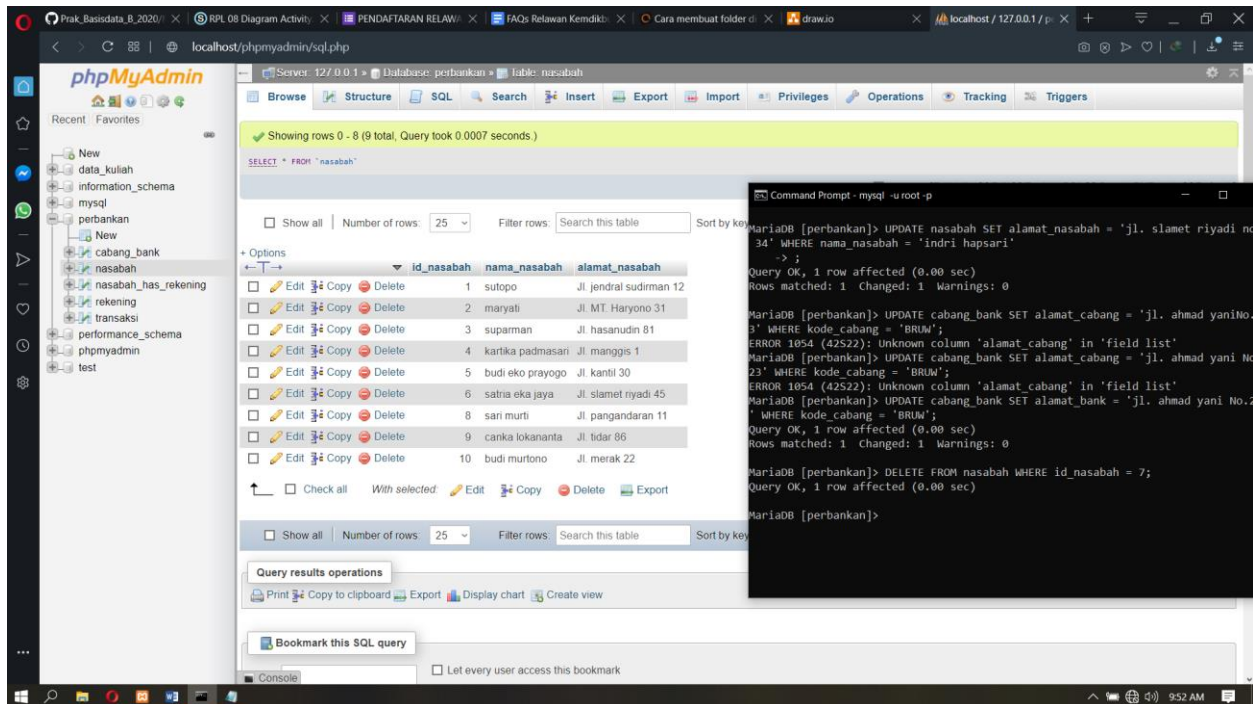 Prak_Basisdata_B_2020/
RPL 08 Diagram Activity
PENDAFTARAN RELAW
FAQs Relawan Kemdikb
Cara membuat folder di
draw.io
localhost / 127.0.0.1 / pe
localhost/phpmyadmin/sql.php
phpMyAdmin
Recent Favorites
New
data_kuliah
information_schema
mysql
perbankan
New
cabang_bank
nasabah
nasabah_has_rekening
rekening
transaksi
performance_schema
phpmyadmin
test
Server: 127.0.0.1 » Database: perbankan » Table: nasabah
Browse Structure SQL Search Insert Export Import Privileges Operations Tracking Triggers
Showing rows 0 - 8 (9 total, Query took 0.0007 seconds.)
SELECT * FROM `nasabah`
Show all Number of rows: 25 Filter rows: Search this table Sort by key
+ Options
id_nasabah nama_nasabah alamat_nasabah
Edit Copy Delete 1 sutopo Jl. jendral sudirman 12
Edit Copy Delete 2 maryati Jl. MT. Haryono 31
Edit Copy Delete 3 suparman Jl. hasanudin 81
Edit Copy Delete 4 kartika padmasari Jl. manggis 1
Edit Copy Delete 5 budi eko prayogo Jl. kantil 30
Edit Copy Delete 6 satria eka jaya Jl. slamet riyadi 45
Edit Copy Delete 8 sari murti Jl. pangandaran 11
Edit Copy Delete 9 canka lokananta Jl. tidar 86
Edit Copy Delete 10 budi murtono Jl. merak 22
Check all With selected: Edit Copy Delete Export
Show all Number of rows: 25 Filter rows: Search this table Sort by key
Query results operations
Print Copy to clipboard Export Display chart Create view
Bookmark this SQL query
Let every user access this bookmark
Console
Command Prompt - mysql -u root -p
MariaDB [perbankan]> UPDATE nasabah SET alamat_nasabah = 'jl. slamet riyadi no
34' WHERE nama_nasabah = 'indri hapsari'
-> ;
Query OK, 1 row affected (0.00 sec)
Rows matched: 1 Changed: 1 Warnings: 0
MariaDB [perbankan]> UPDATE cabang_bank SET alamat_cabang = 'jl. ahmad yaniNo.
3' WHERE kode_cabang = 'BRUW';
ERROR 1054 (42S22): Unknown column 'alamat_cabang' in 'field list'
MariaDB [perbankan]> UPDATE cabang_bank SET alamat_cabang = 'jl. ahmad yani No
23' WHERE kode_cabang = 'BRUW';
ERROR 1054 (42S22): Unknown column 'alamat_cabang' in 'field list'
MariaDB [perbankan]> UPDATE cabang_bank SET alamat_bank = 'jl. ahmad yani No.2
' WHERE kode_cabang = 'BRUW';
Query OK, 1 row affected (0.00 sec)
Rows matched: 1 Changed: 1 Warnings: 0
MariaDB [perbankan]> DELETE FROM nasabah WHERE id_nasabah = 7;
Query OK, 1 row affected (0.00 sec)
MariaDB [perbankan]>
9:52 AM